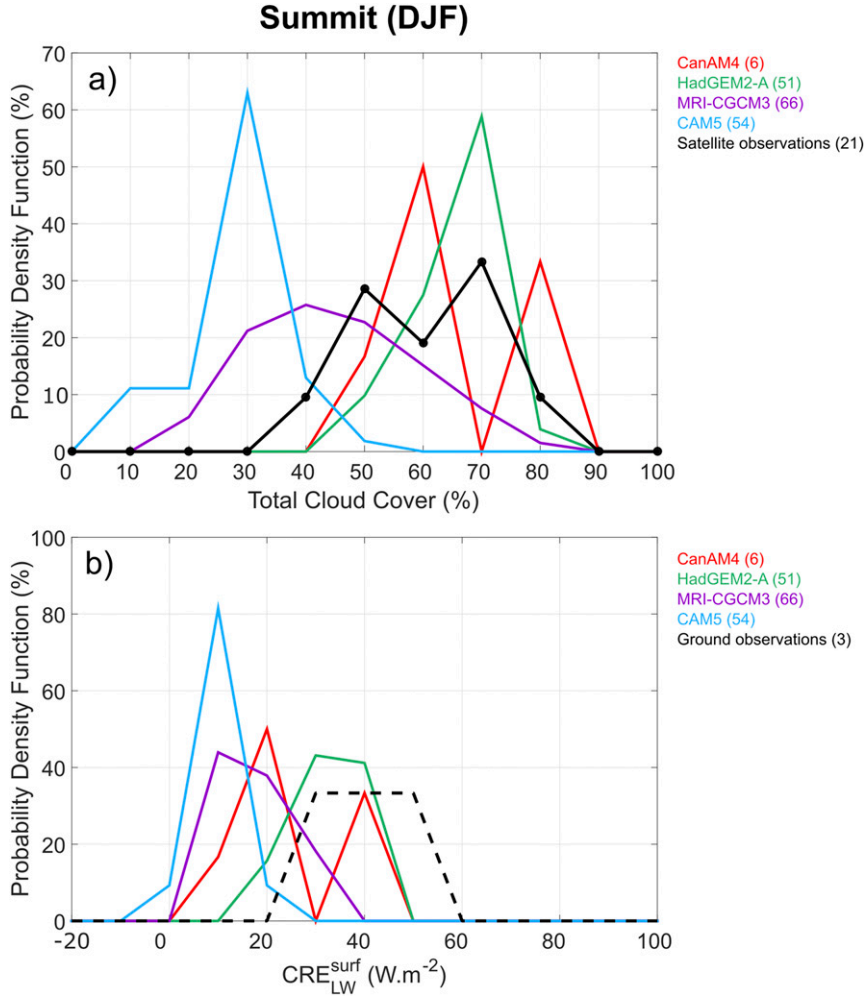 Summit (DJF)
a)
Probability Density Function (%)
70
60
50
40
30
20
10
0
0 10 20 30 40 50 60 70 80 90 100
Total Cloud Cover (%)
CanAM4 (6)
HadGEM2-A (51)
MRI-CGCM3 (66)
CAM5 (54)
Satellite observations (21)
b)
Probability Density Function (%)
100
80
60
40
20
0
-20 0 20 40 60 80 100
CRE^surf_LW (W.m^-2)
CanAM4 (6)
HadGEM2-A (51)
MRI-CGCM3 (66)
CAM5 (54)
Ground observations (3)